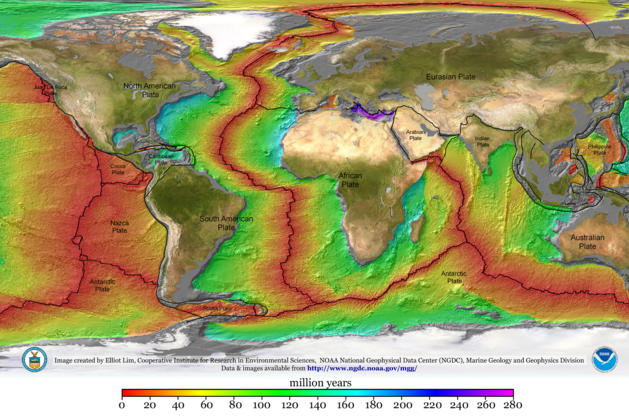 Eurasian Plate
North American
Plate
Juan de Fuca
Plate
Arabian
Plate
Indian
Plate
Philippine
Plate
Caribbean
Plate
Cocos
Plate
African
Plate
South American
Plate
Nazca
Plate
Australian
Plate
Antarctic
Plate
Antarctic
Plate
Scotia Plate
Image created by Elliot Lim, Cooperative Institute for Research in Environmental Sciences, NOAA National Geophysical Data Center (NGDC), Marine Geology and Geophysics Division
Data & images available from http://www.ngdc.noaa.gov/mgg/
NOAA
million years
0 20 40 60 80 100 120 140 160 180 200 220 240 260 280